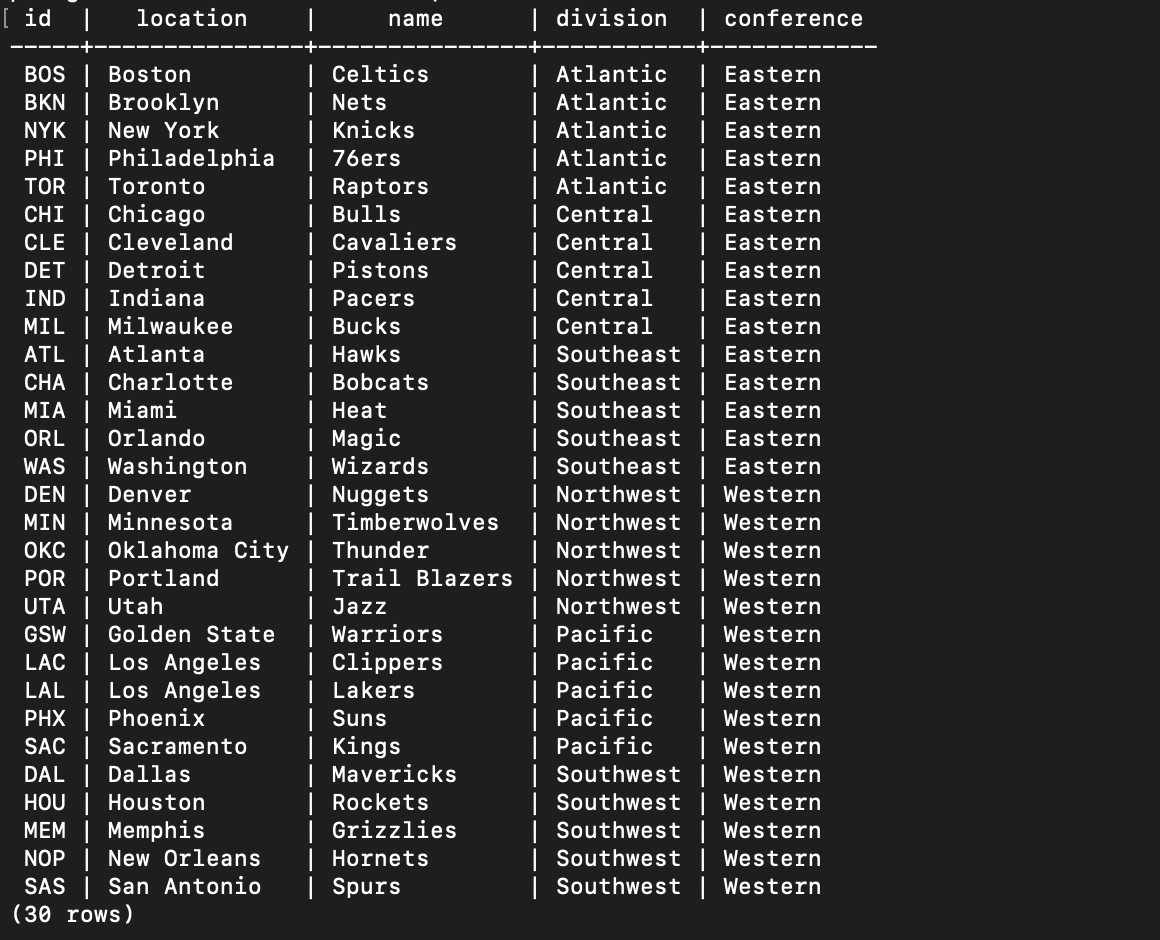 id  |    location    |     name      | division  | conference
-----+---------------+---------------+-----------+------------
BOS | Boston        | Celtics       | Atlantic  | Eastern
BKN | Brooklyn      | Nets          | Atlantic  | Eastern
NYK | New York      | Knicks        | Atlantic  | Eastern
PHI | Philadelphia  | 76ers         | Atlantic  | Eastern
TOR | Toronto       | Raptors       | Atlantic  | Eastern
CHI | Chicago       | Bulls         | Central   | Eastern
CLE | Cleveland     | Cavaliers     | Central   | Eastern
DET | Detroit       | Pistons       | Central   | Eastern
IND | Indiana       | Pacers        | Central   | Eastern
MIL | Milwaukee     | Bucks         | Central   | Eastern
ATL | Atlanta       | Hawks         | Southeast | Eastern
CHA | Charlotte     | Bobcats       | Southeast | Eastern
MIA | Miami         | Heat          | Southeast | Eastern
ORL | Orlando       | Magic         | Southeast | Eastern
WAS | Washington    | Wizards       | Southeast | Eastern
DEN | Denver        | Nuggets       | Northwest | Western
MIN | Minnesota     | Timberwolves  | Northwest | Western
OKC | Oklahoma City | Thunder       | Northwest | Western
POR | Portland      | Trail Blazers | Northwest | Western
UTA | Utah          | Jazz          | Northwest | Western
GSW | Golden State  | Warriors      | Pacific   | Western
LAC | Los Angeles   | Clippers      | Pacific   | Western
LAL | Los Angeles   | Lakers        | Pacific   | Western
PHX | Phoenix       | Suns          | Pacific   | Western
SAC | Sacramento    | Kings         | Pacific   | Western
DAL | Dallas        | Mavericks     | Southwest | Western
HOU | Houston       | Rockets       | Southwest | Western
MEM | Memphis       | Grizzlies     | Southwest | Western
NOP | New Orleans   | Hornets       | Southwest | Western
SAS | San Antonio   | Spurs         | Southwest | Western
(30 rows)